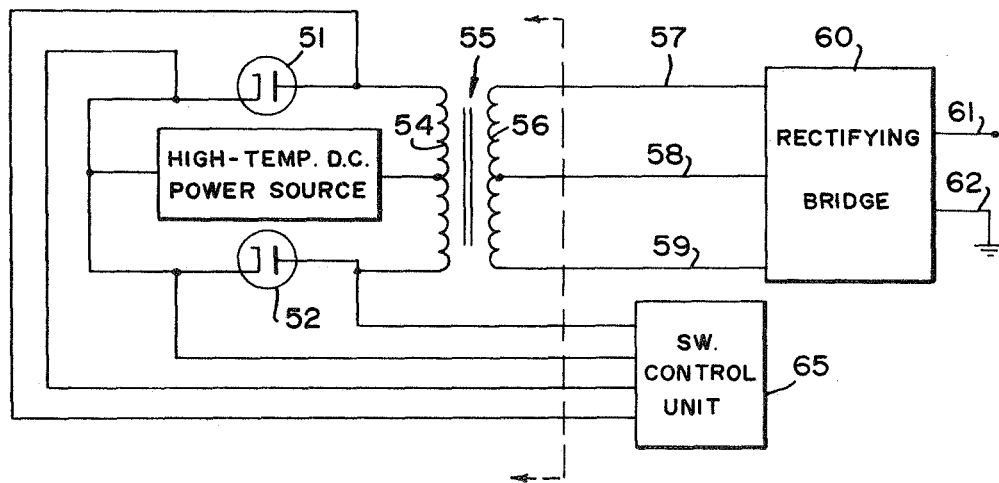 51
55
57
60
54
56
61
HIGH-TEMP. D.C.
POWER SOURCE
58
RECTIFYING
BRIDGE
62
59
52
SW.
CONTROL
UNIT
65